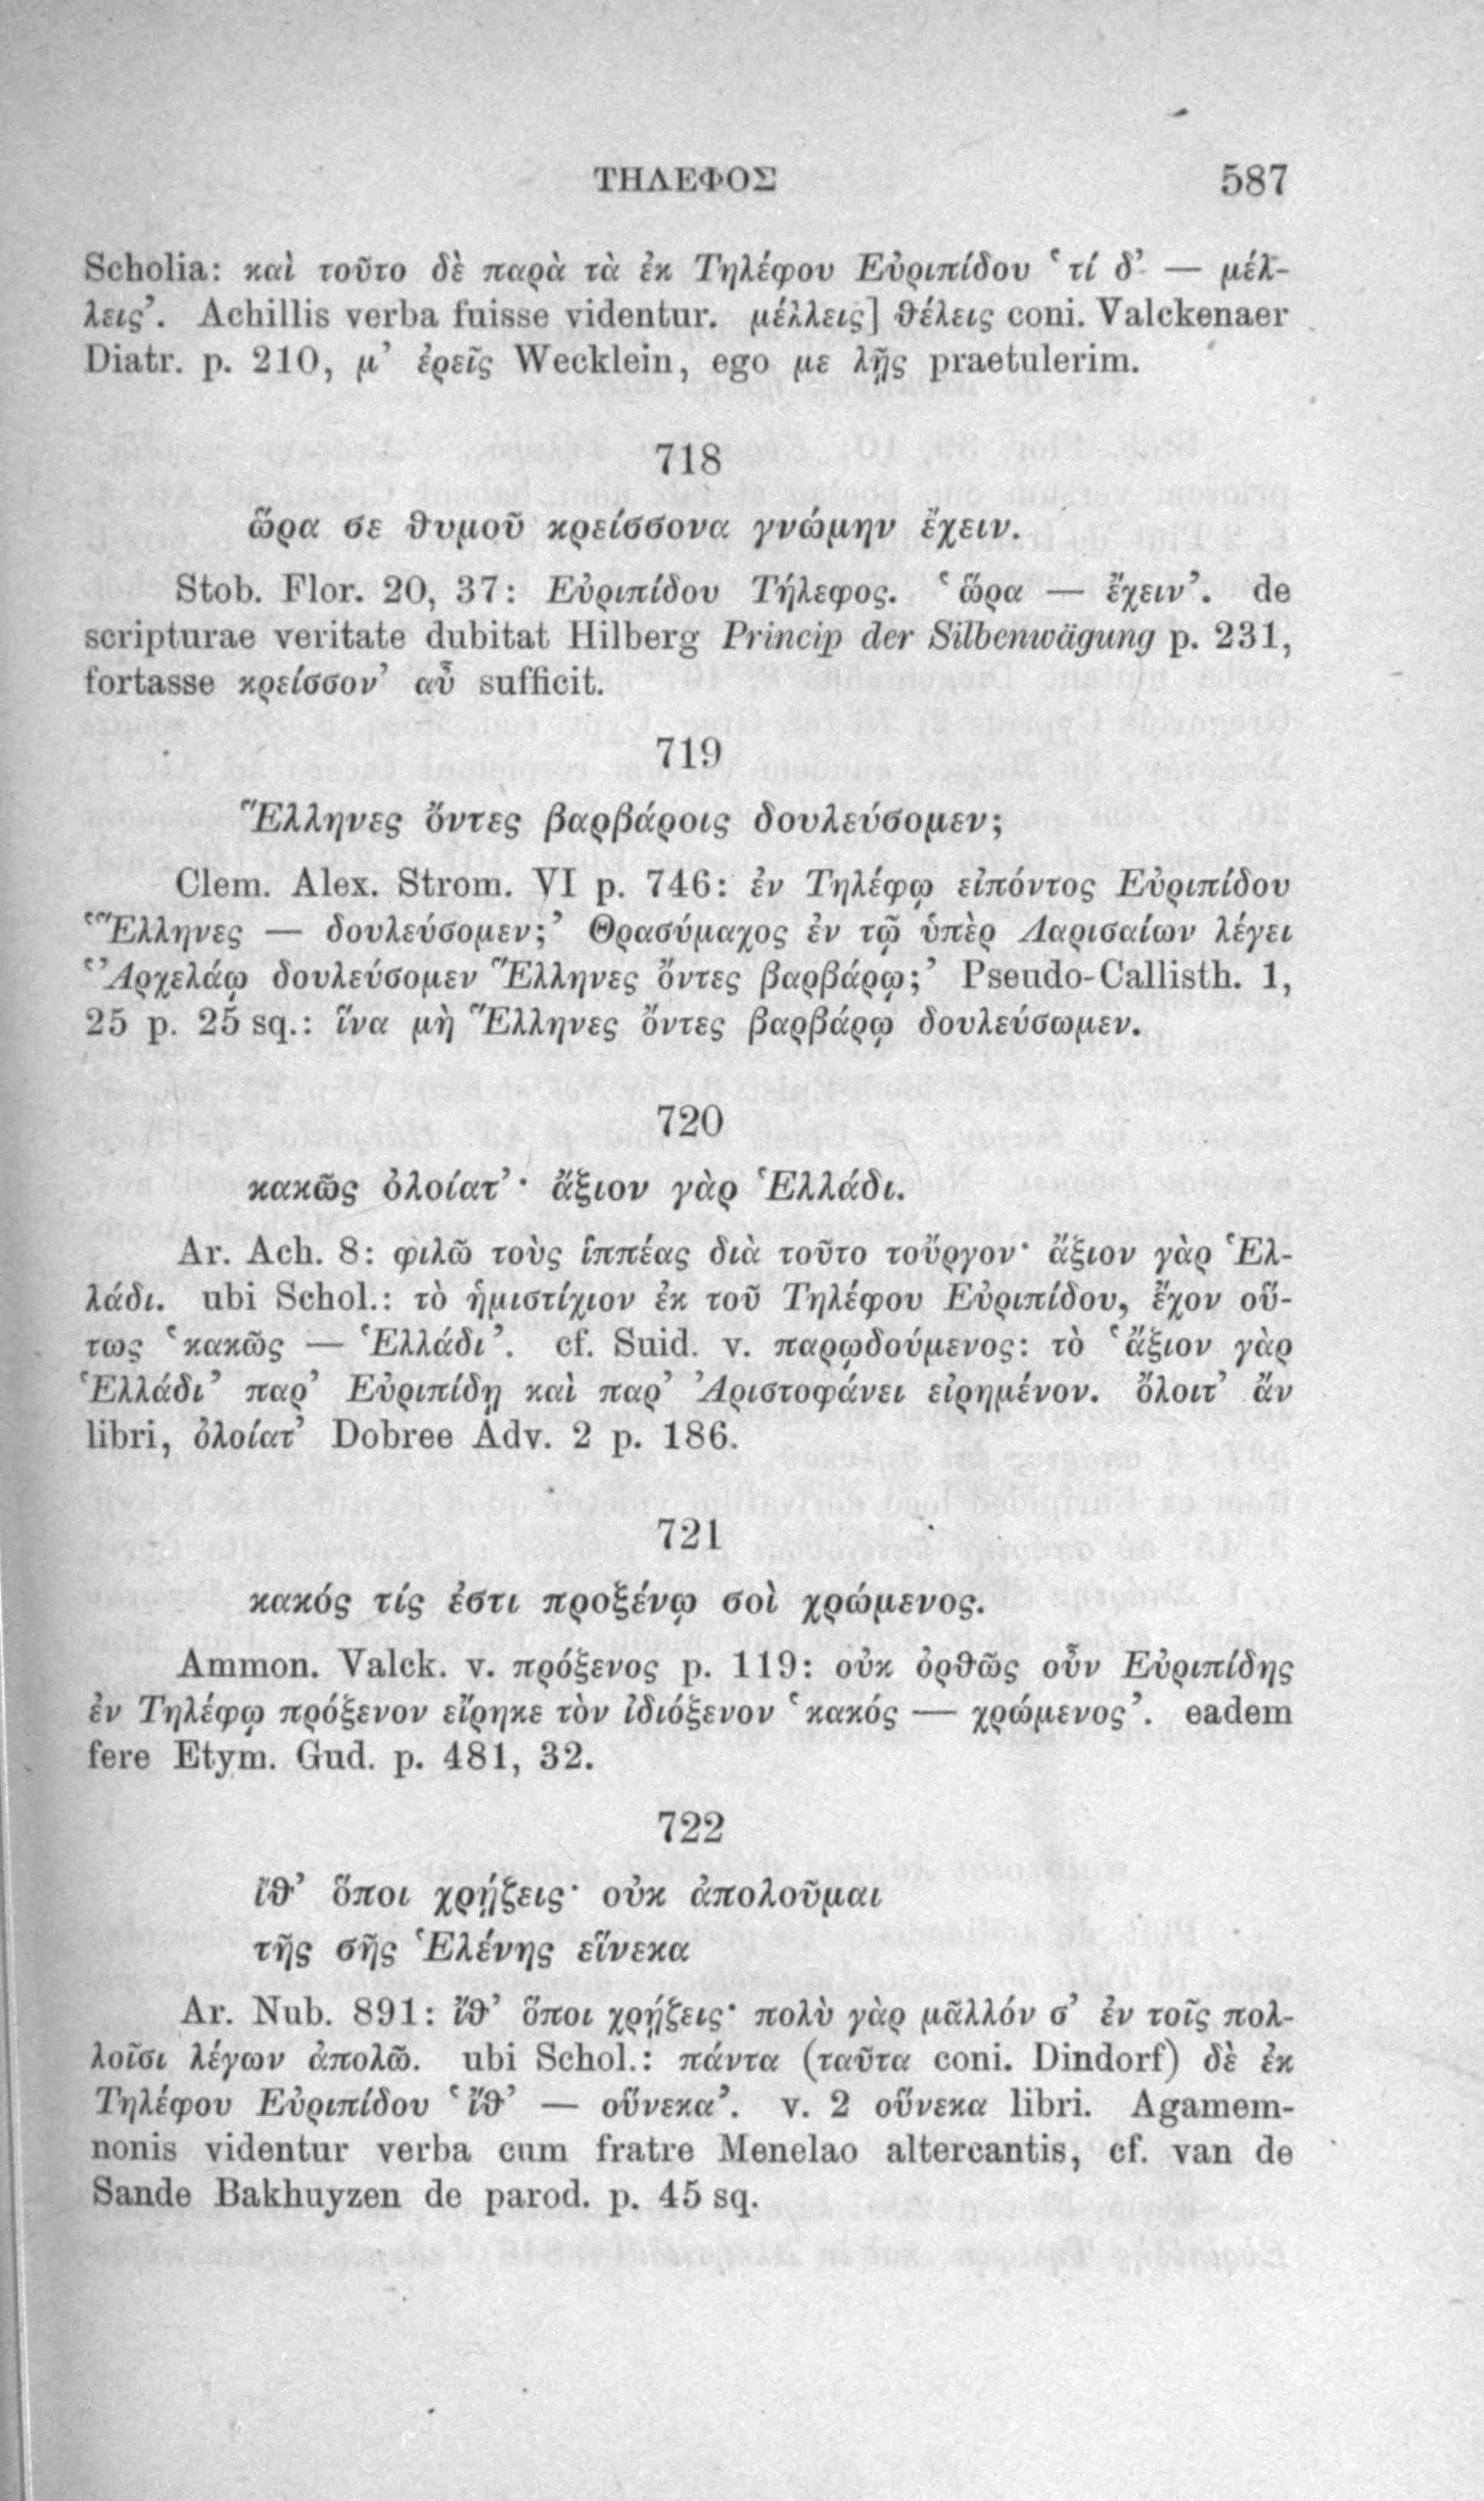 ΤΗΛΕΦΟΣ 587
Scholia: καὶ τοῦτο δὲ παρὰ τὰ ἐκ Τηλέφου Εὐριπίδου ‘τί δ’ — μέλ-
λεις’. Achillis verba fuisse videntur. μέλλεις] θέλεις coni. Valckenaer
Diatr. p. 210, μ’ ἐρεῖς Wecklein, ego με λῇς praetulerim.
718
ὥρα σε θυμοῦ κρείσσονα γνώμην ἔχειν.
Stob. Flor. 20, 37: Εὐριπίδου Τήλεφος. ‘ὥρα — ἔχειν’. de
scripturae veritate dubitat Hilberg Princip der Silbenwägung p. 231,
fortasse κρείσσον’ αὖ sufficit.
719
Ἕλληνες ὄντες βαρβάροις δουλεύσομεν;
Clem. Alex. Strom. VI p. 746: ἐν Τηλέφῳ εἰπόντος Εὐριπίδου
‘Ἕλληνες — δουλεύσομεν;’ Θρασύμαχος ἐν τῷ ὑπὲρ Λαρισαίων λέγει
‘Ἀρχελάῳ δουλεύσομεν Ἕλληνες ὄντες βαρβάρῳ;’ Pseudo-Callisth. 1,
25 p. 25 sq.: ἵνα μὴ Ἕλληνες ὄντες βαρβάρῳ δουλεύσωμεν.
720
κακῶς ὀλοίατ’· ἄξιον γὰρ Ἑλλάδι.
Ar. Ach. 8: φιλῶ τοὺς ἱππέας διὰ τοῦτο τοὔργον· ἄξιον γὰρ Ἑλ-
λάδι. ubi Schol.: τὸ ἡμιστίχιον ἐκ τοῦ Τηλέφου Εὐριπίδου, ἔχον οὕ-
τως ‘κακῶς — Ἑλλάδι’. cf. Suid. v. παρῳδούμενος: τὸ ‘ἄξιον γὰρ
Ἑλλάδι’ παρ’ Εὐριπίδῃ καὶ παρ’ Ἀριστοφάνει εἰρημένον. ὄλοιτ’ ἄν
libri, ὀλοίατ’ Dobree Adv. 2 p. 186.
721
κακός τίς ἐστι προξένῳ σοὶ χρώμενος.
Ammon. Valck. v. πρόξενος p. 119: οὐκ ὀρθῶς οὖν Εὐριπίδης
ἐν Τηλέφῳ πρόξενον εἴρηκε τὸν ἰδιόξενον ‘κακός — χρώμενος’. eadem
fere Etym. Gud. p. 481, 32.
722
ἴθ’ ὅποι χρῄζεις· οὐκ ἀπολοῦμαι
τῆς σῆς Ἑλένης εἵνεκα
Ar. Nub. 891: ἴθ’ ὅποι χρῄζεις· πολὺ γὰρ μᾶλλόν σ’ ἐν τοῖς πολ-
λοῖσι λέγων ἀπολῶ. ubi Schol.: πάντα (ταῦτα coni. Dindorf) δὲ ἐκ
Τηλέφου Εὐριπίδου ‘ἴθ’ — οὕνεκα’. v. 2 οὕνεκα libri. Agamem-
nonis videntur verba cum fratre Menelao altercantis, cf. van de
Sande Bakhuyzen de parod. p. 45 sq.